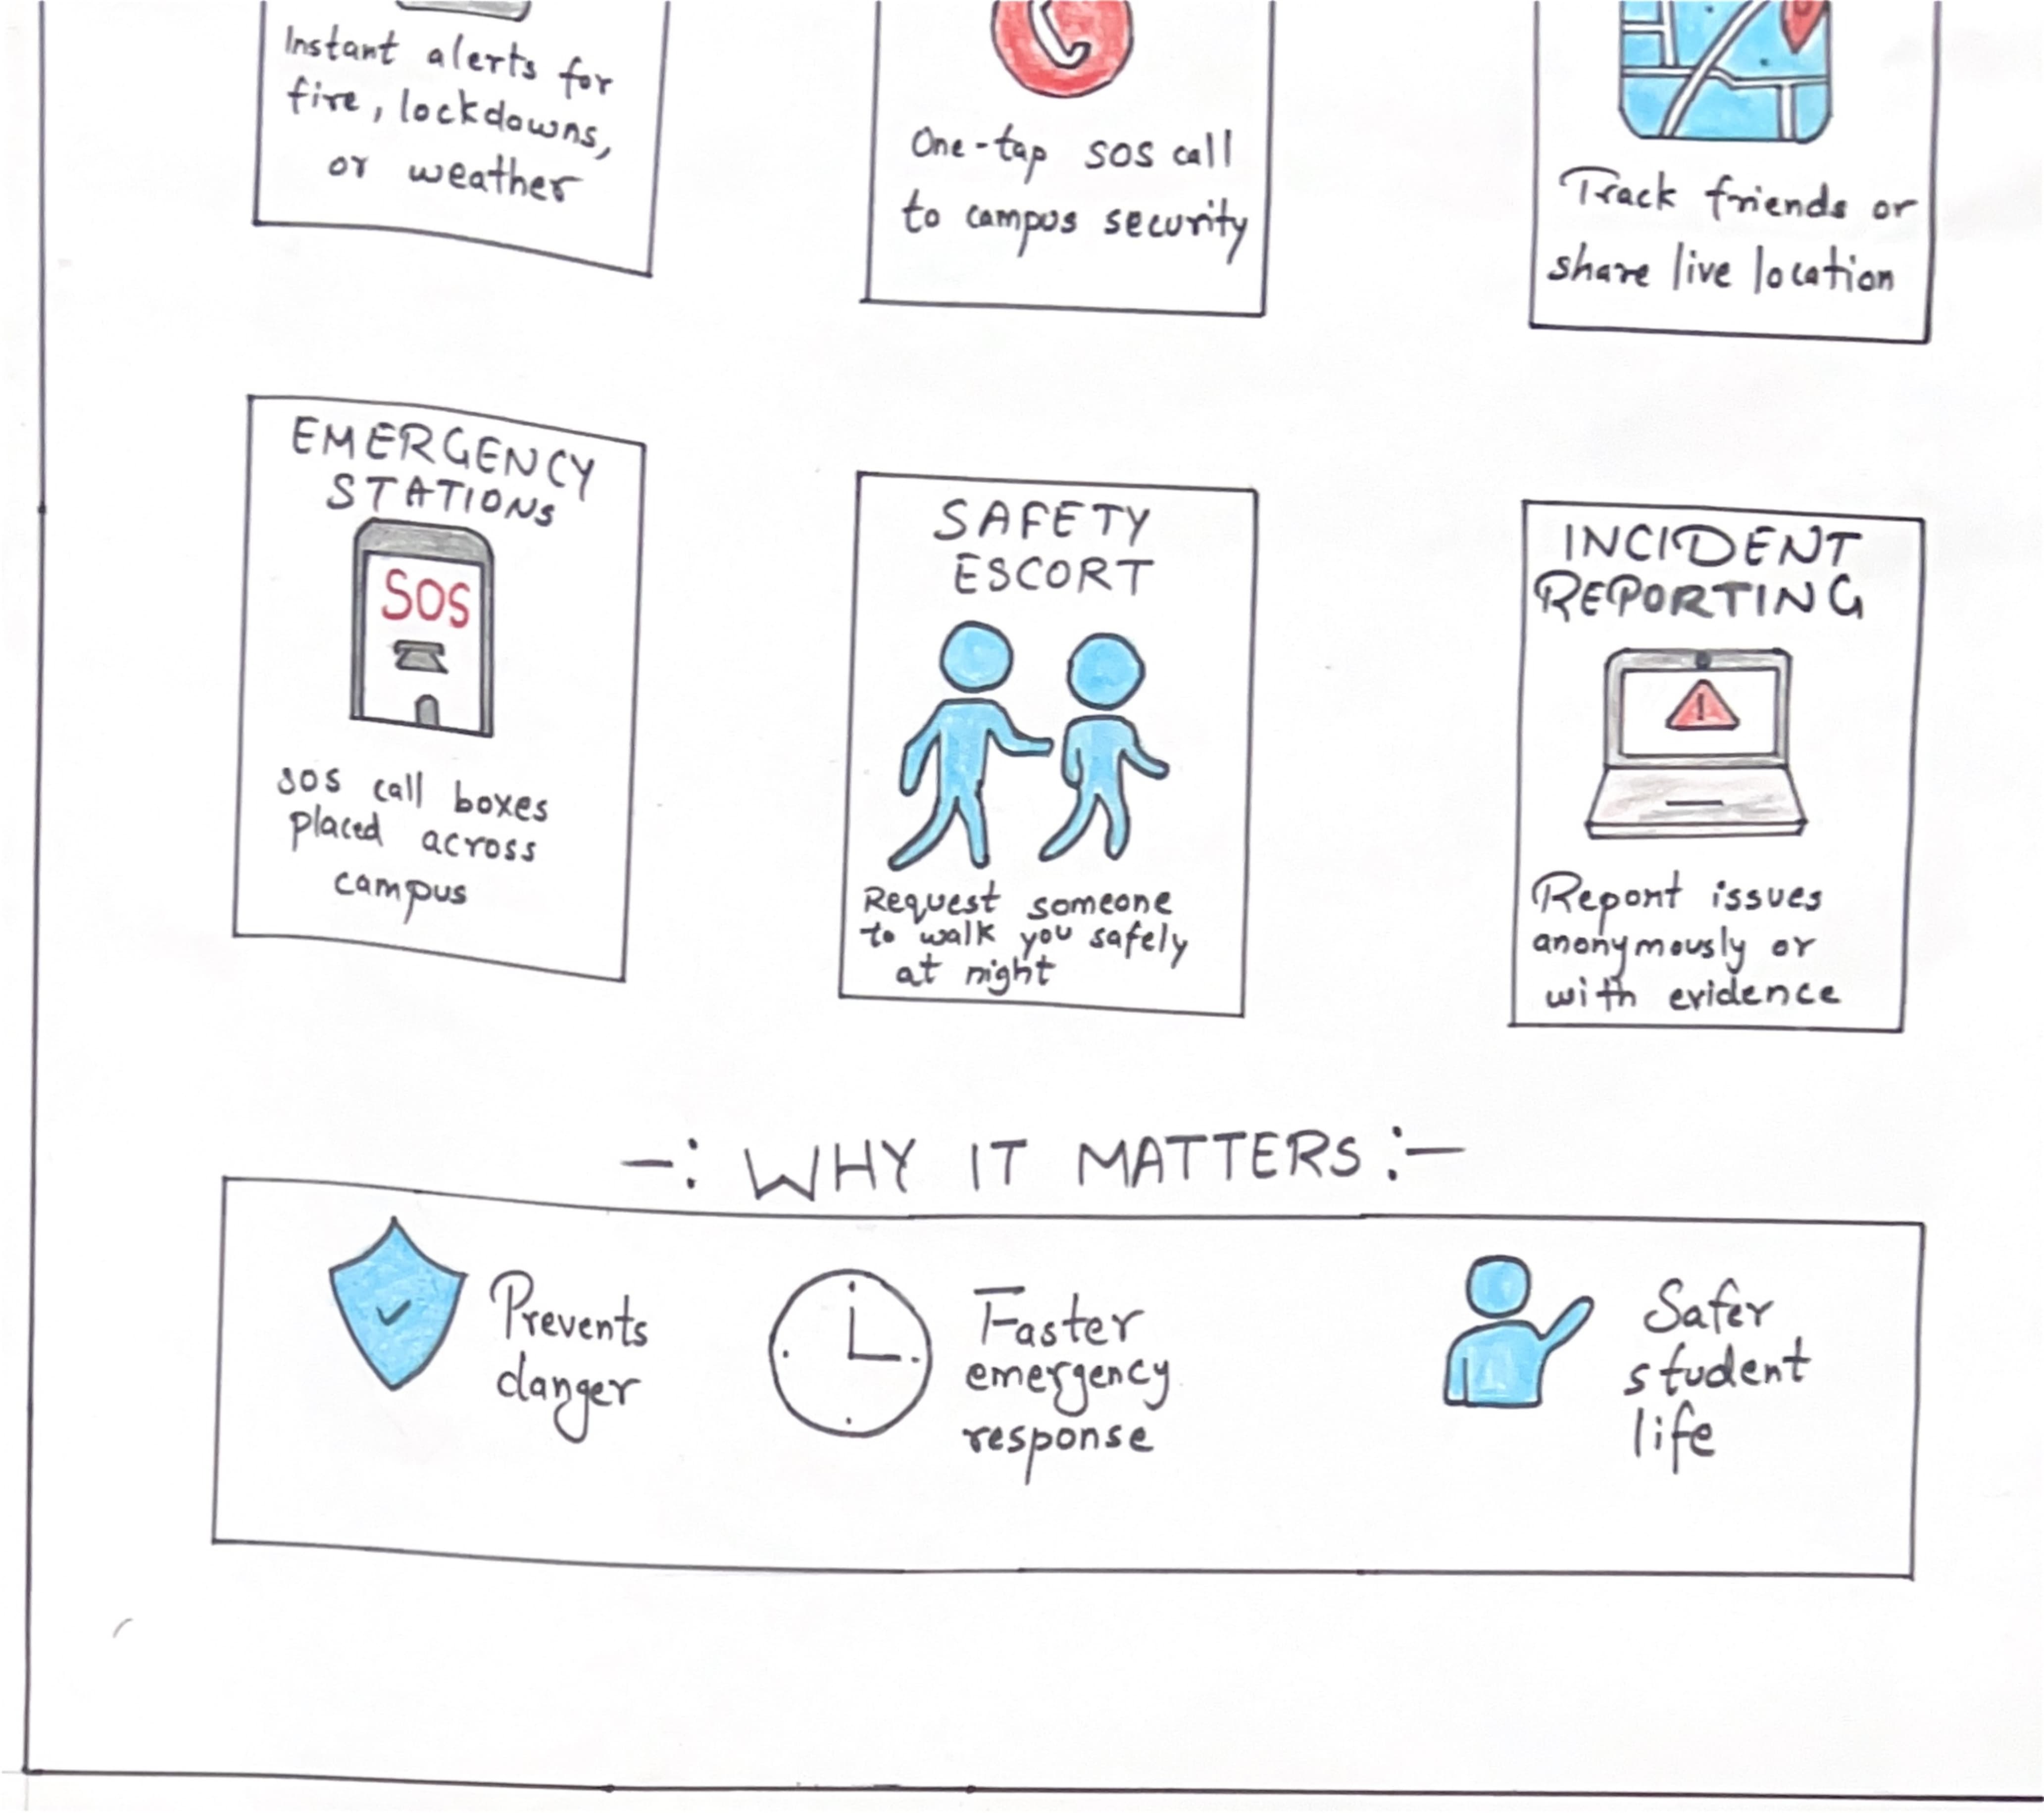 Instant alerts for
fire, lockdowns,
or weather
One-tap SOS call
to campus security
Track friends or
share live location
EMERGENCY
STATIONS
SOS
SOS call boxes
placed across
campus
SAFETY
ESCORT
Request someone
to walk you safely
at night
INCIDENT
REPORTING
!
Report issues
anonymously or
with evidence
-: WHY IT MATTERS :-
Prevents
danger
Faster
emergency
response
Safer
student
life